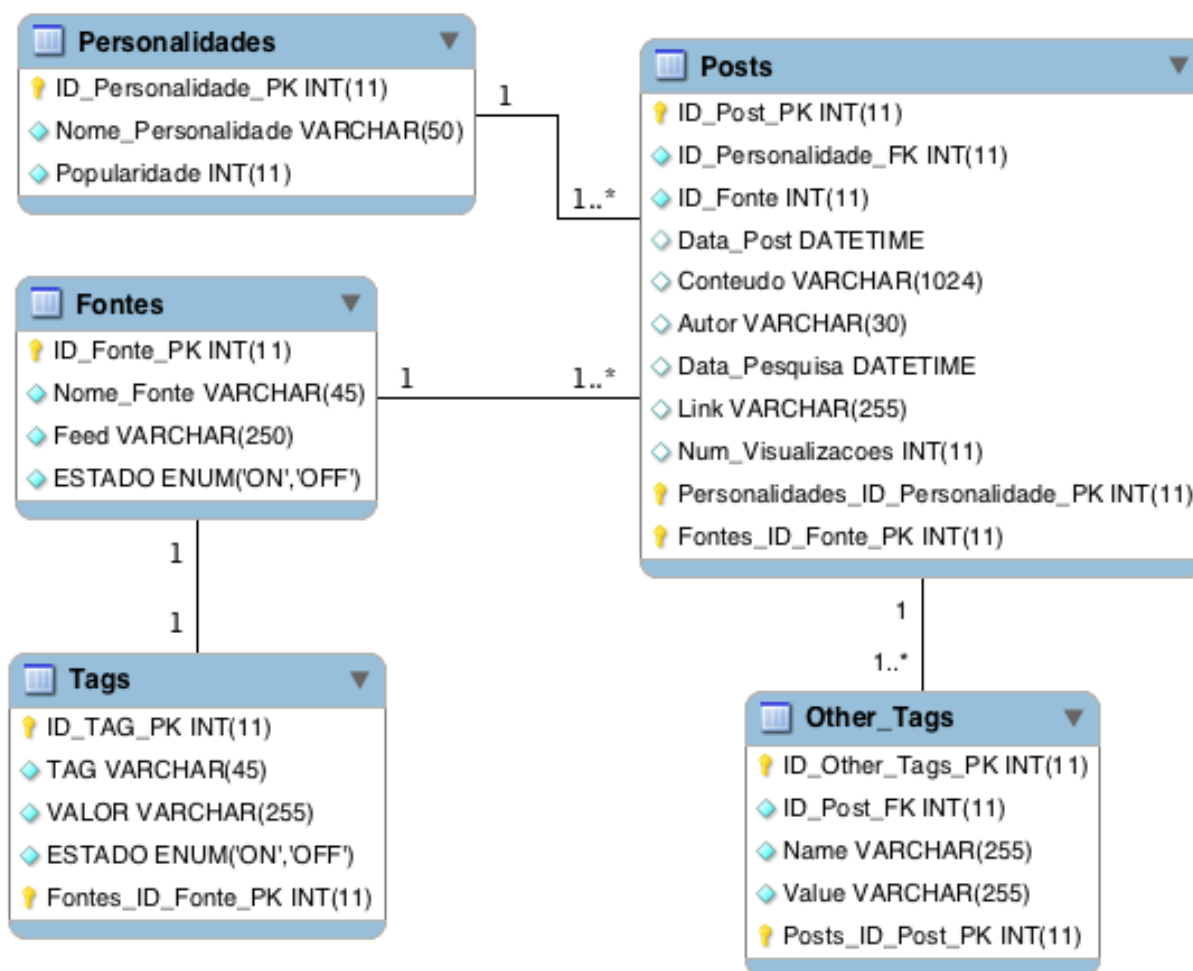 Personalidades
ID_Personalidade_PK INT(11)
Nome_Personalidade VARCHAR(50)
Popularidade INT(11)
1
1..*
Posts
ID_Post_PK INT(11)
ID_Personalidade_FK INT(11)
ID_Fonte INT(11)
Data_Post DATETIME
Conteudo VARCHAR(1024)
Autor VARCHAR(30)
Data_Pesquisa DATETIME
Link VARCHAR(255)
Num_Visualizacoes INT(11)
Personalidades_ID_Personalidade_PK INT(11)
Fontes_ID_Fonte_PK INT(11)
Fontes
ID_Fonte_PK INT(11)
Nome_Fonte VARCHAR(45)
Feed VARCHAR(250)
ESTADO ENUM('ON','OFF')
1
1..*
1
1
Tags
ID_TAG_PK INT(11)
TAG VARCHAR(45)
VALOR VARCHAR(255)
ESTADO ENUM('ON','OFF')
Fontes_ID_Fonte_PK INT(11)
1
1..*
Other_Tags
ID_Other_Tags_PK INT(11)
ID_Post_FK INT(11)
Name VARCHAR(255)
Value VARCHAR(255)
Posts_ID_Post_PK INT(11)